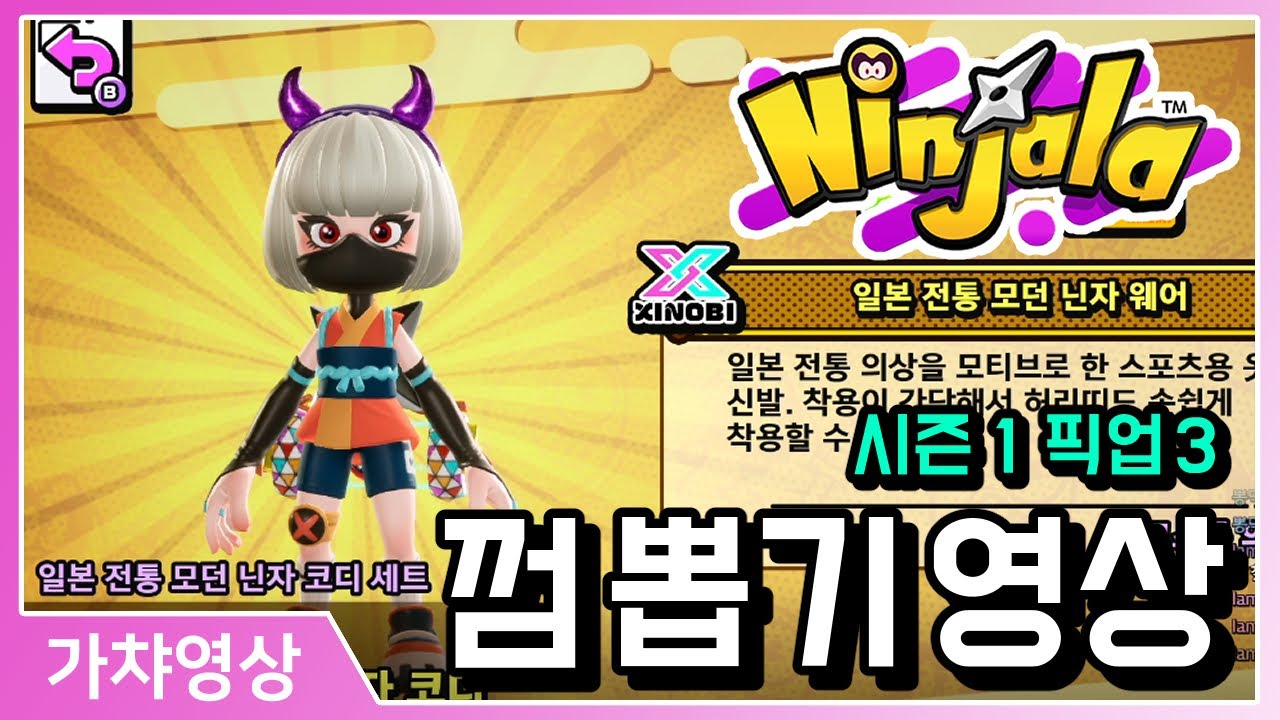 B
Ninjala™
XINOBI
일본 전통 모던 닌자 웨어
일본 전통 의상을 모티브로 한 스포츠용
신발. 착용이 간단해서 허리띠도 손쉽게
착용할 수
시즌 1 픽업 3
껌뽑기영상
일본 전통 모던 닌자 코디 세트
가챠영상
코디